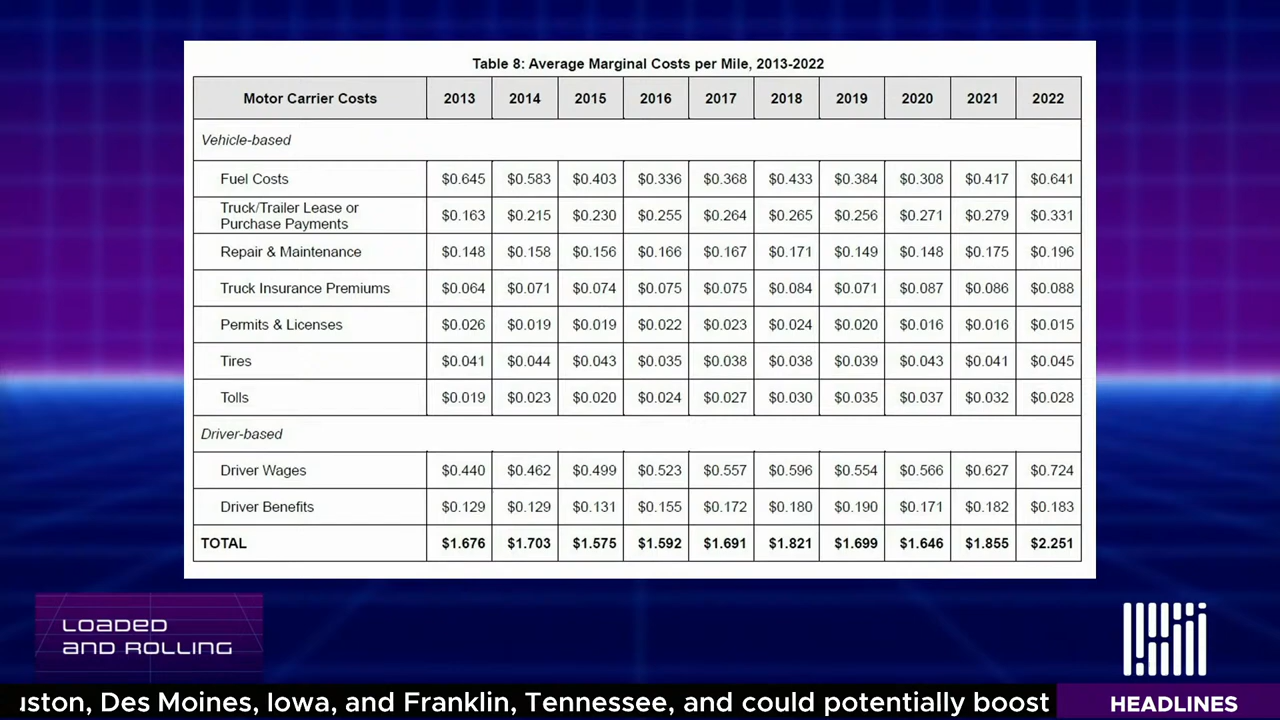 Table 8: Average Marginal Costs per Mile, 2013-2022
Motor Carrier Costs 2013 2014 2015 2016 2017 2018 2019 2020 2021 2022
Vehicle-based
Fuel Costs $0.645 $0.583 $0.403 $0.336 $0.368 $0.433 $0.384 $0.308 $0.417 $0.641
Truck/Trailer Lease or
Purchase Payments $0.163 $0.215 $0.230 $0.255 $0.264 $0.265 $0.256 $0.271 $0.279 $0.331
Repair & Maintenance $0.148 $0.158 $0.156 $0.166 $0.167 $0.171 $0.149 $0.148 $0.175 $0.196
Truck Insurance Premiums $0.064 $0.071 $0.074 $0.075 $0.075 $0.084 $0.071 $0.087 $0.086 $0.088
Permits & Licenses $0.026 $0.019 $0.019 $0.022 $0.023 $0.024 $0.020 $0.016 $0.016 $0.015
Tires $0.041 $0.044 $0.043 $0.035 $0.038 $0.038 $0.039 $0.043 $0.041 $0.045
Tolls $0.019 $0.023 $0.020 $0.024 $0.027 $0.030 $0.035 $0.037 $0.032 $0.028
Driver-based
Driver Wages $0.440 $0.462 $0.499 $0.523 $0.557 $0.596 $0.554 $0.566 $0.627 $0.724
Driver Benefits $0.129 $0.129 $0.131 $0.155 $0.172 $0.180 $0.190 $0.171 $0.182 $0.183
TOTAL $1.676 $1.703 $1.575 $1.592 $1.691 $1.821 $1.699 $1.646 $1.855 $2.251
LOADED
AND ROLLING
uston, Des Moines, Iowa, and Franklin, Tennessee, and could potentially boost
HEADLINES